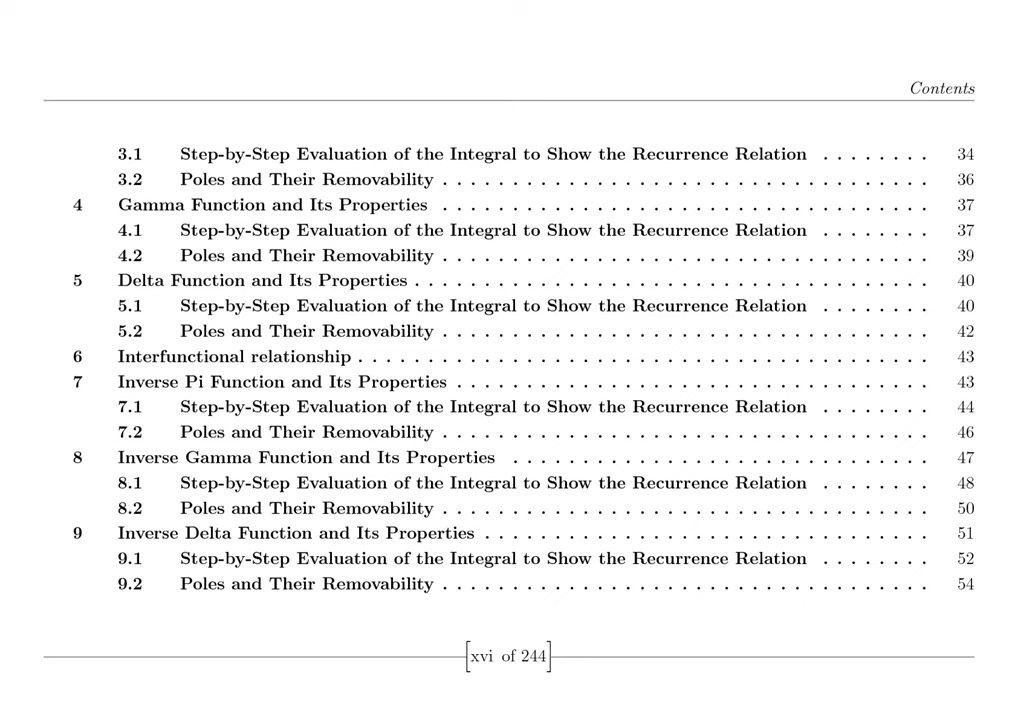 Contents
3.1 Step-by-Step Evaluation of the Integral to Show the Recurrence Relation . . . . . . . . 34
3.2 Poles and Their Removability . . . . . . . . . . . . . . . . . . . . . . . . . . . . . . . . . . . 36
4 Gamma Function and Its Properties . . . . . . . . . . . . . . . . . . . . . . . . . . . . . . . . . . . 37
4.1 Step-by-Step Evaluation of the Integral to Show the Recurrence Relation . . . . . . . . 37
4.2 Poles and Their Removability . . . . . . . . . . . . . . . . . . . . . . . . . . . . . . . . . . . 39
5 Delta Function and Its Properties . . . . . . . . . . . . . . . . . . . . . . . . . . . . . . . . . . . . . 40
5.1 Step-by-Step Evaluation of the Integral to Show the Recurrence Relation . . . . . . . . 40
5.2 Poles and Their Removability . . . . . . . . . . . . . . . . . . . . . . . . . . . . . . . . . . . 42
6 Interfunctional relationship . . . . . . . . . . . . . . . . . . . . . . . . . . . . . . . . . . . . . . . . . 43
7 Inverse Pi Function and Its Properties . . . . . . . . . . . . . . . . . . . . . . . . . . . . . . . . . . 43
7.1 Step-by-Step Evaluation of the Integral to Show the Recurrence Relation . . . . . . . . 44
7.2 Poles and Their Removability . . . . . . . . . . . . . . . . . . . . . . . . . . . . . . . . . . . 46
8 Inverse Gamma Function and Its Properties . . . . . . . . . . . . . . . . . . . . . . . . . . . . . . 47
8.1 Step-by-Step Evaluation of the Integral to Show the Recurrence Relation . . . . . . . . 48
8.2 Poles and Their Removability . . . . . . . . . . . . . . . . . . . . . . . . . . . . . . . . . . . 50
9 Inverse Delta Function and Its Properties . . . . . . . . . . . . . . . . . . . . . . . . . . . . . . . . 51
9.1 Step-by-Step Evaluation of the Integral to Show the Recurrence Relation . . . . . . . . 52
9.2 Poles and Their Removability . . . . . . . . . . . . . . . . . . . . . . . . . . . . . . . . . . . 54
[xvi of 244]